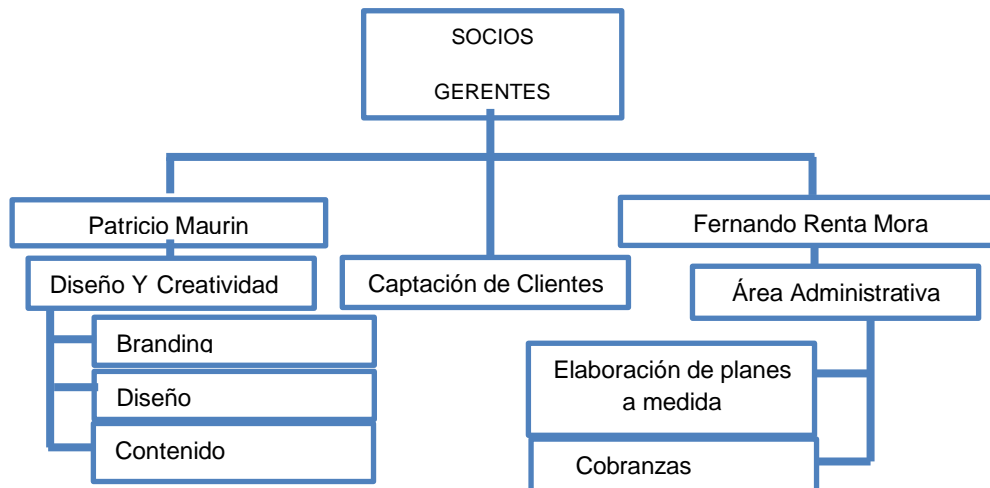 SOCIOS
GERENTES
Patricio Maurin
Fernando Renta Mora
Diseño Y Creatividad
Captación de Clientes
Área Administrativa
Branding
Diseño
Contenido
Elaboración de planes
a medida
Cobranzas